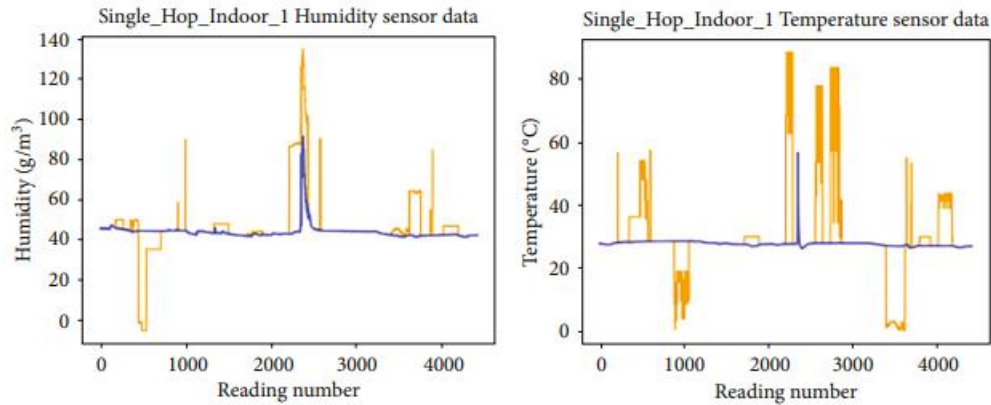 Single_Hop_Indoor_1 Humidity sensor data
140
120
100
80
60
40
20
0
Humidity (g/m³)
0 1000 2000 3000 4000
Reading number
Single_Hop_Indoor_1 Temperature sensor data
80
60
40
20
0
Temperature (°C)
0 1000 2000 3000 4000
Reading number